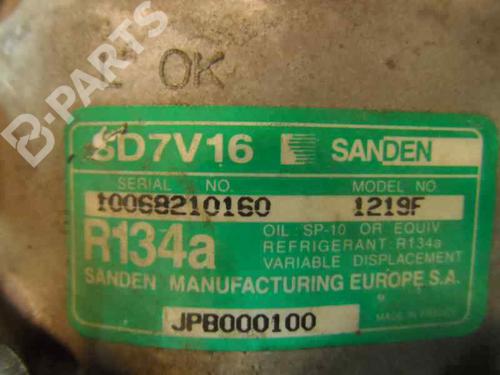 B-PARTS
OK
SD7V16 SANDEN
SERIAL NO. MODEL NO.
10068210160 1219F
R134a
OIL: SP-10 OR EQUIV
REFRIGERANT: R134a
VARIABLE DISPLACEMENT
SANDEN MANUFACTURING EUROPE S.A.
JPB000100
MADE IN FRANCE